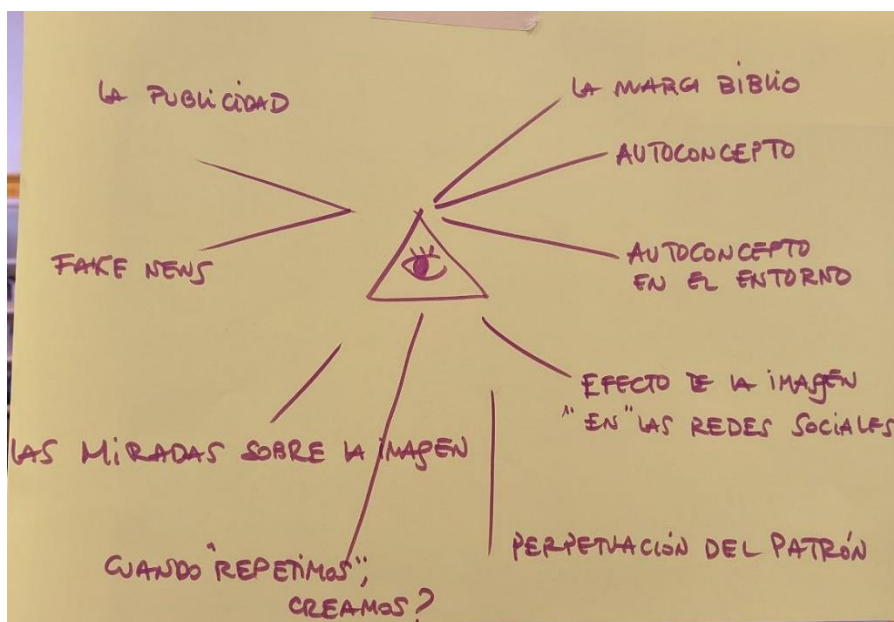 LA PUBLICIDAD
FAKE NEWS
LAS MIRADAS SOBRE LA IMAGEN
CUANDO "REPETIMOS",
CREAMOS?
LA MARCA BIBLIO
AUTOCONCEPTO
AUTOCONCEPTO
EN EL ENTORNO
EFECTO DE LA IMAGEN
"EN" LAS REDES SOCIALES
PERPETUACIÓN DEL PATRÓN